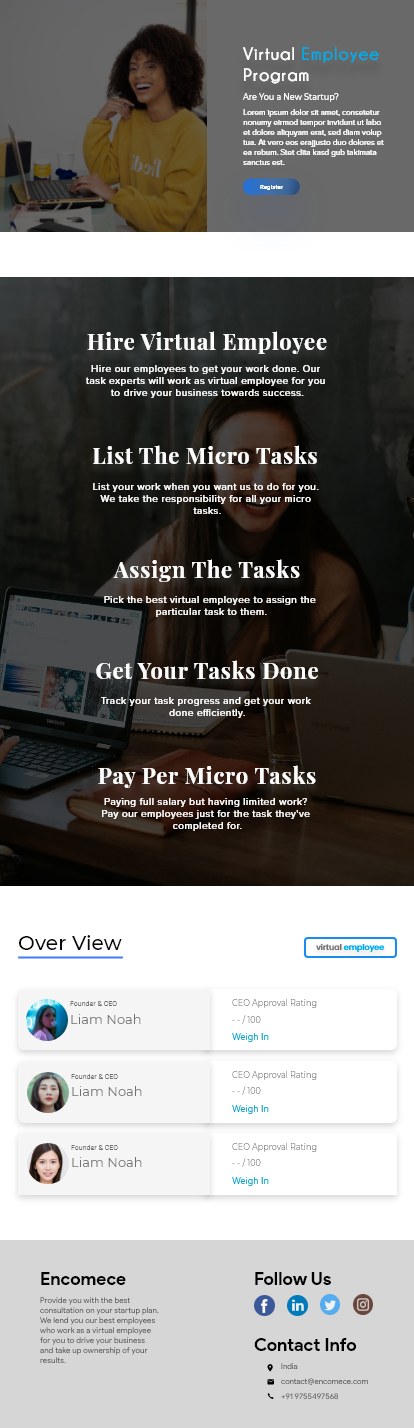 Virtual Employee
Program
Are You a New Startup?
Lorem ipsum dolor sit amet, consetetur
nonumy eirmod tempor invidunt ut labo
et dolore aliquyam erat, sed diam volup
tua. At vero eos erajjusto duo dolores et
ea rebum. Stet clita kasd gub takimata
sanctus est.
Register
Hire Virtual Employee
Hire our employees to get your work done. Our
task experts will work as virtual employee for you
to drive your business towards success.
List The Micro Tasks
List your work when you want us to do for you.
We take the responsibility for all your micro
tasks.
Assign The Tasks
Pick the best virtual employee to assign the
particular task to them.
Get Your Tasks Done
Track your task progress and get your work
done efficiently.
Pay Per Micro Tasks
Paying full salary but having limited work?
Pay our employees just for the task they've
completed for.
Over View
virtual employee
Founder & CEO
Liam Noah
CEO Approval Rating
- - / 100
Weigh In
Founder & CEO
Liam Noah
CEO Approval Rating
- - / 100
Weigh In
Founder & CEO
Liam Noah
CEO Approval Rating
- - / 100
Weigh In
Encomece
Provide you with the best
consultation on your startup plan.
We lend you our best employees
who work as a virtual employee
for you to drive your business
and take up ownership of your
results.
Follow Us
Contact Info
India
contact@encomece.com
+91 9755497568